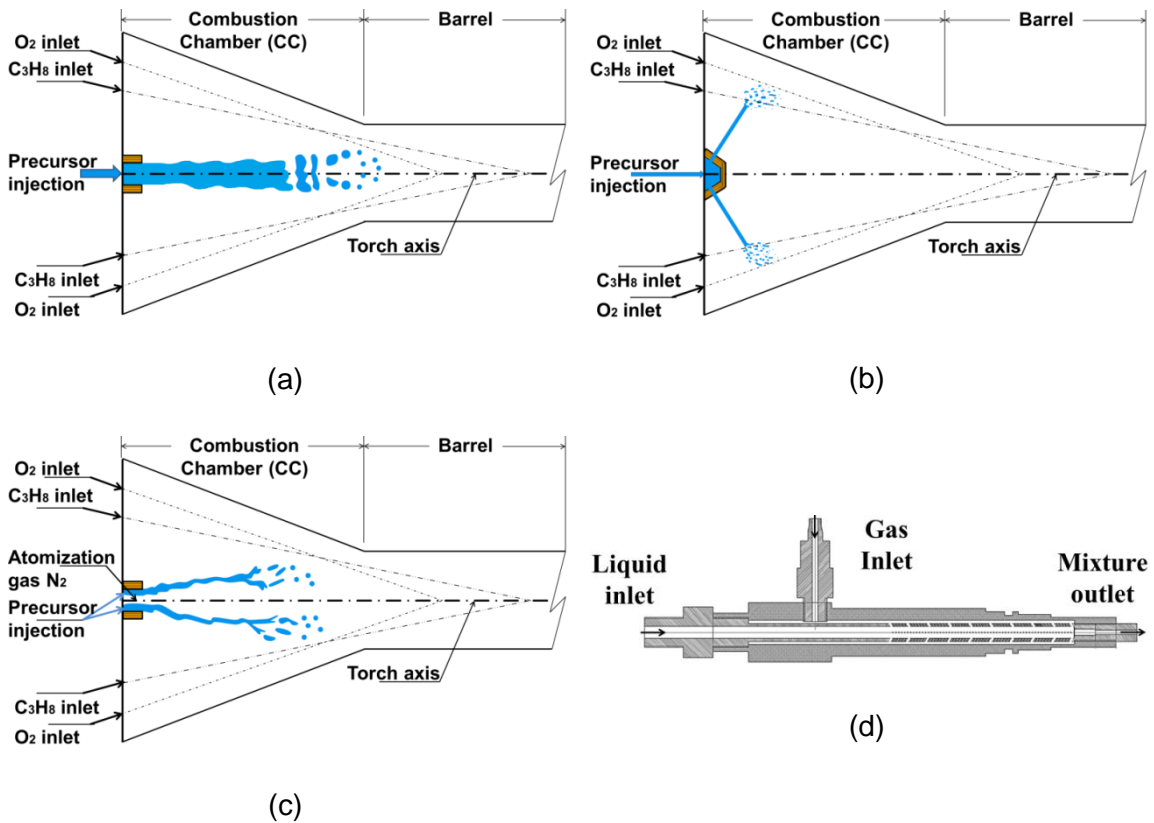 Combustion
Chamber (CC)
Barrel
O2 inlet
C3H8 inlet
Precursor
injection
Torch axis
C3H8 inlet
O2 inlet
(a)
Combustion
Chamber (CC)
Barrel
O2 inlet
C3H8 inlet
Precursor
injection
Torch axis
C3H8 inlet
O2 inlet
(b)
Combustion
Chamber (CC)
Barrel
O2 inlet
C3H8 inlet
Atomization
gas N2
Precursor
injection
Torch axis
C3H8 inlet
O2 inlet
(c)
Gas
Inlet
Liquid
inlet
Mixture
outlet
(d)